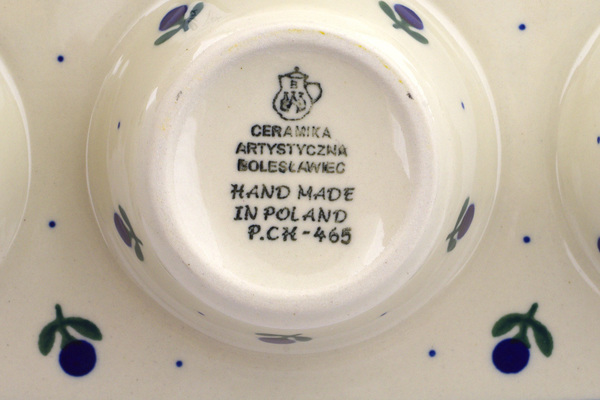 CERAMIKA
ARTYSTYCZNA
BOLESŁAWIEC
HAND MADE
IN POLAND
P.CH-465